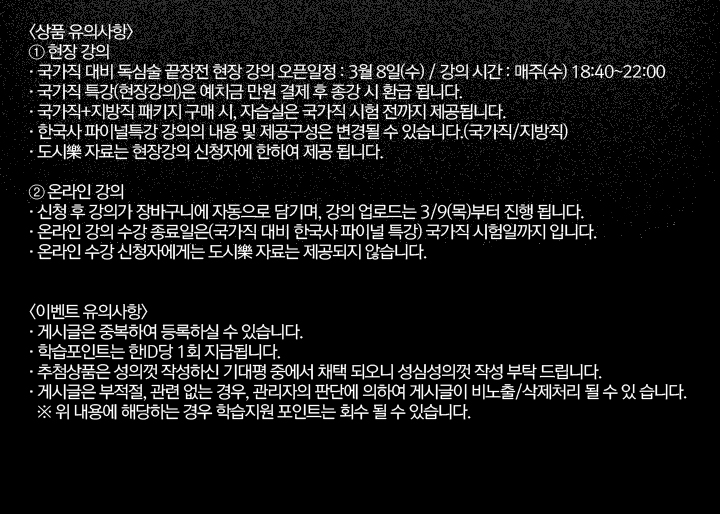 <상품 유의사항>
① 현장 강의
· 국가직 대비 독심술 끝장전 현장 강의 오픈일정 : 3월 8일(수) / 강의 시간 : 매주(수) 18:40~22:00
· 국가직 특강(현장강의)은 예치금 만원 결제 후 종강 시 환급 됩니다.
· 국가직+지방직 패키지 구매 시, 자습실은 국가직 시험 전까지 제공됩니다.
· 한국사 파이널특강 강의의 내용 및 제공구성은 변경될 수 있습니다.(국가직/지방직)
· 도시樂 자료는 현장강의 신청자에 한하여 제공 됩니다.
② 온라인 강의
· 신청 후 강의가 장바구니에 자동으로 담기며, 강의 업로드는 3/9(목)부터 진행 됩니다.
· 온라인 강의 수강 종료일은(국가직 대비 한국사 파이널 특강) 국가직 시험일까지 입니다.
· 온라인 수강 신청자에게는 도시樂 자료는 제공되지 않습니다.
<이벤트 유의사항>
· 게시글은 중복하여 등록하실 수 있습니다.
· 학습포인트는 한ID당 1회 지급됩니다.
· 추첨상품은 성의껏 작성하신 기대평 중에서 채택 되오니 성심성의껏 작성 부탁 드립니다.
· 게시글은 부적절, 관련 없는 경우, 관리자의 판단에 의하여 게시글이 비노출/삭제처리 될 수 있 습니다.
※ 위 내용에 해당하는 경우 학습지원 포인트는 회수 될 수 있습니다.